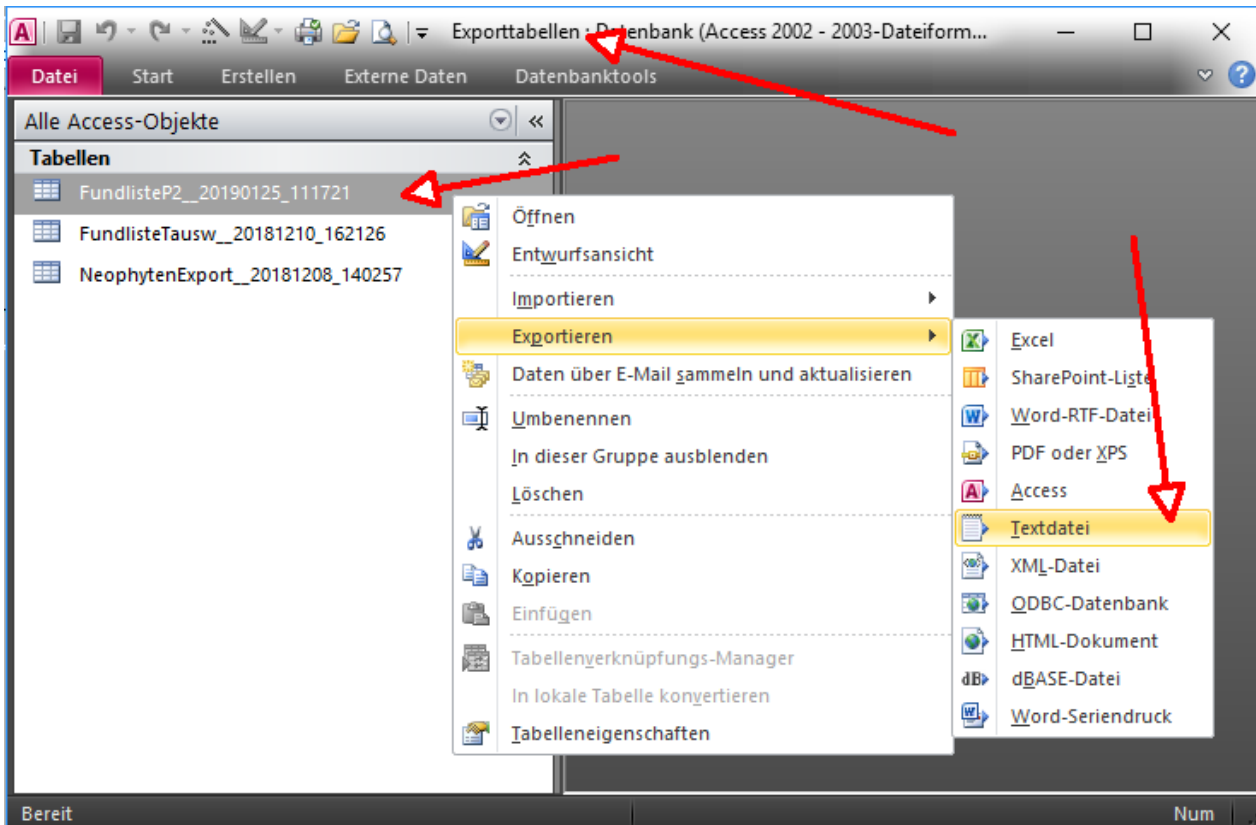 Exporttabellen : Datenbank (Access 2002 - 2003-Dateiform...
Datei Start Erstellen Externe Daten Datenbanktools
Alle Access-Objekte
Tabellen
FundlisteP2__20190125_111721
FundlisteTausw__20181210_162126
NeophytenExport__20181208_140257
Öffnen
Entwurfsansicht
Importieren
Exportieren
Daten über E-Mail sammeln und aktualisieren
Umbenennen
In dieser Gruppe ausblenden
Löschen
Ausschneiden
Kopieren
Einfügen
Tabellenverknüpfungs-Manager
In lokale Tabelle konvertieren
Tabelleneigenschaften
Excel
SharePoint-Liste
Word-RTF-Datei
PDF oder XPS
Access
Textdatei
XML-Datei
ODBC-Datenbank
HTML-Dokument
dBASE-Datei
Word-Seriendruck
Bereit Num